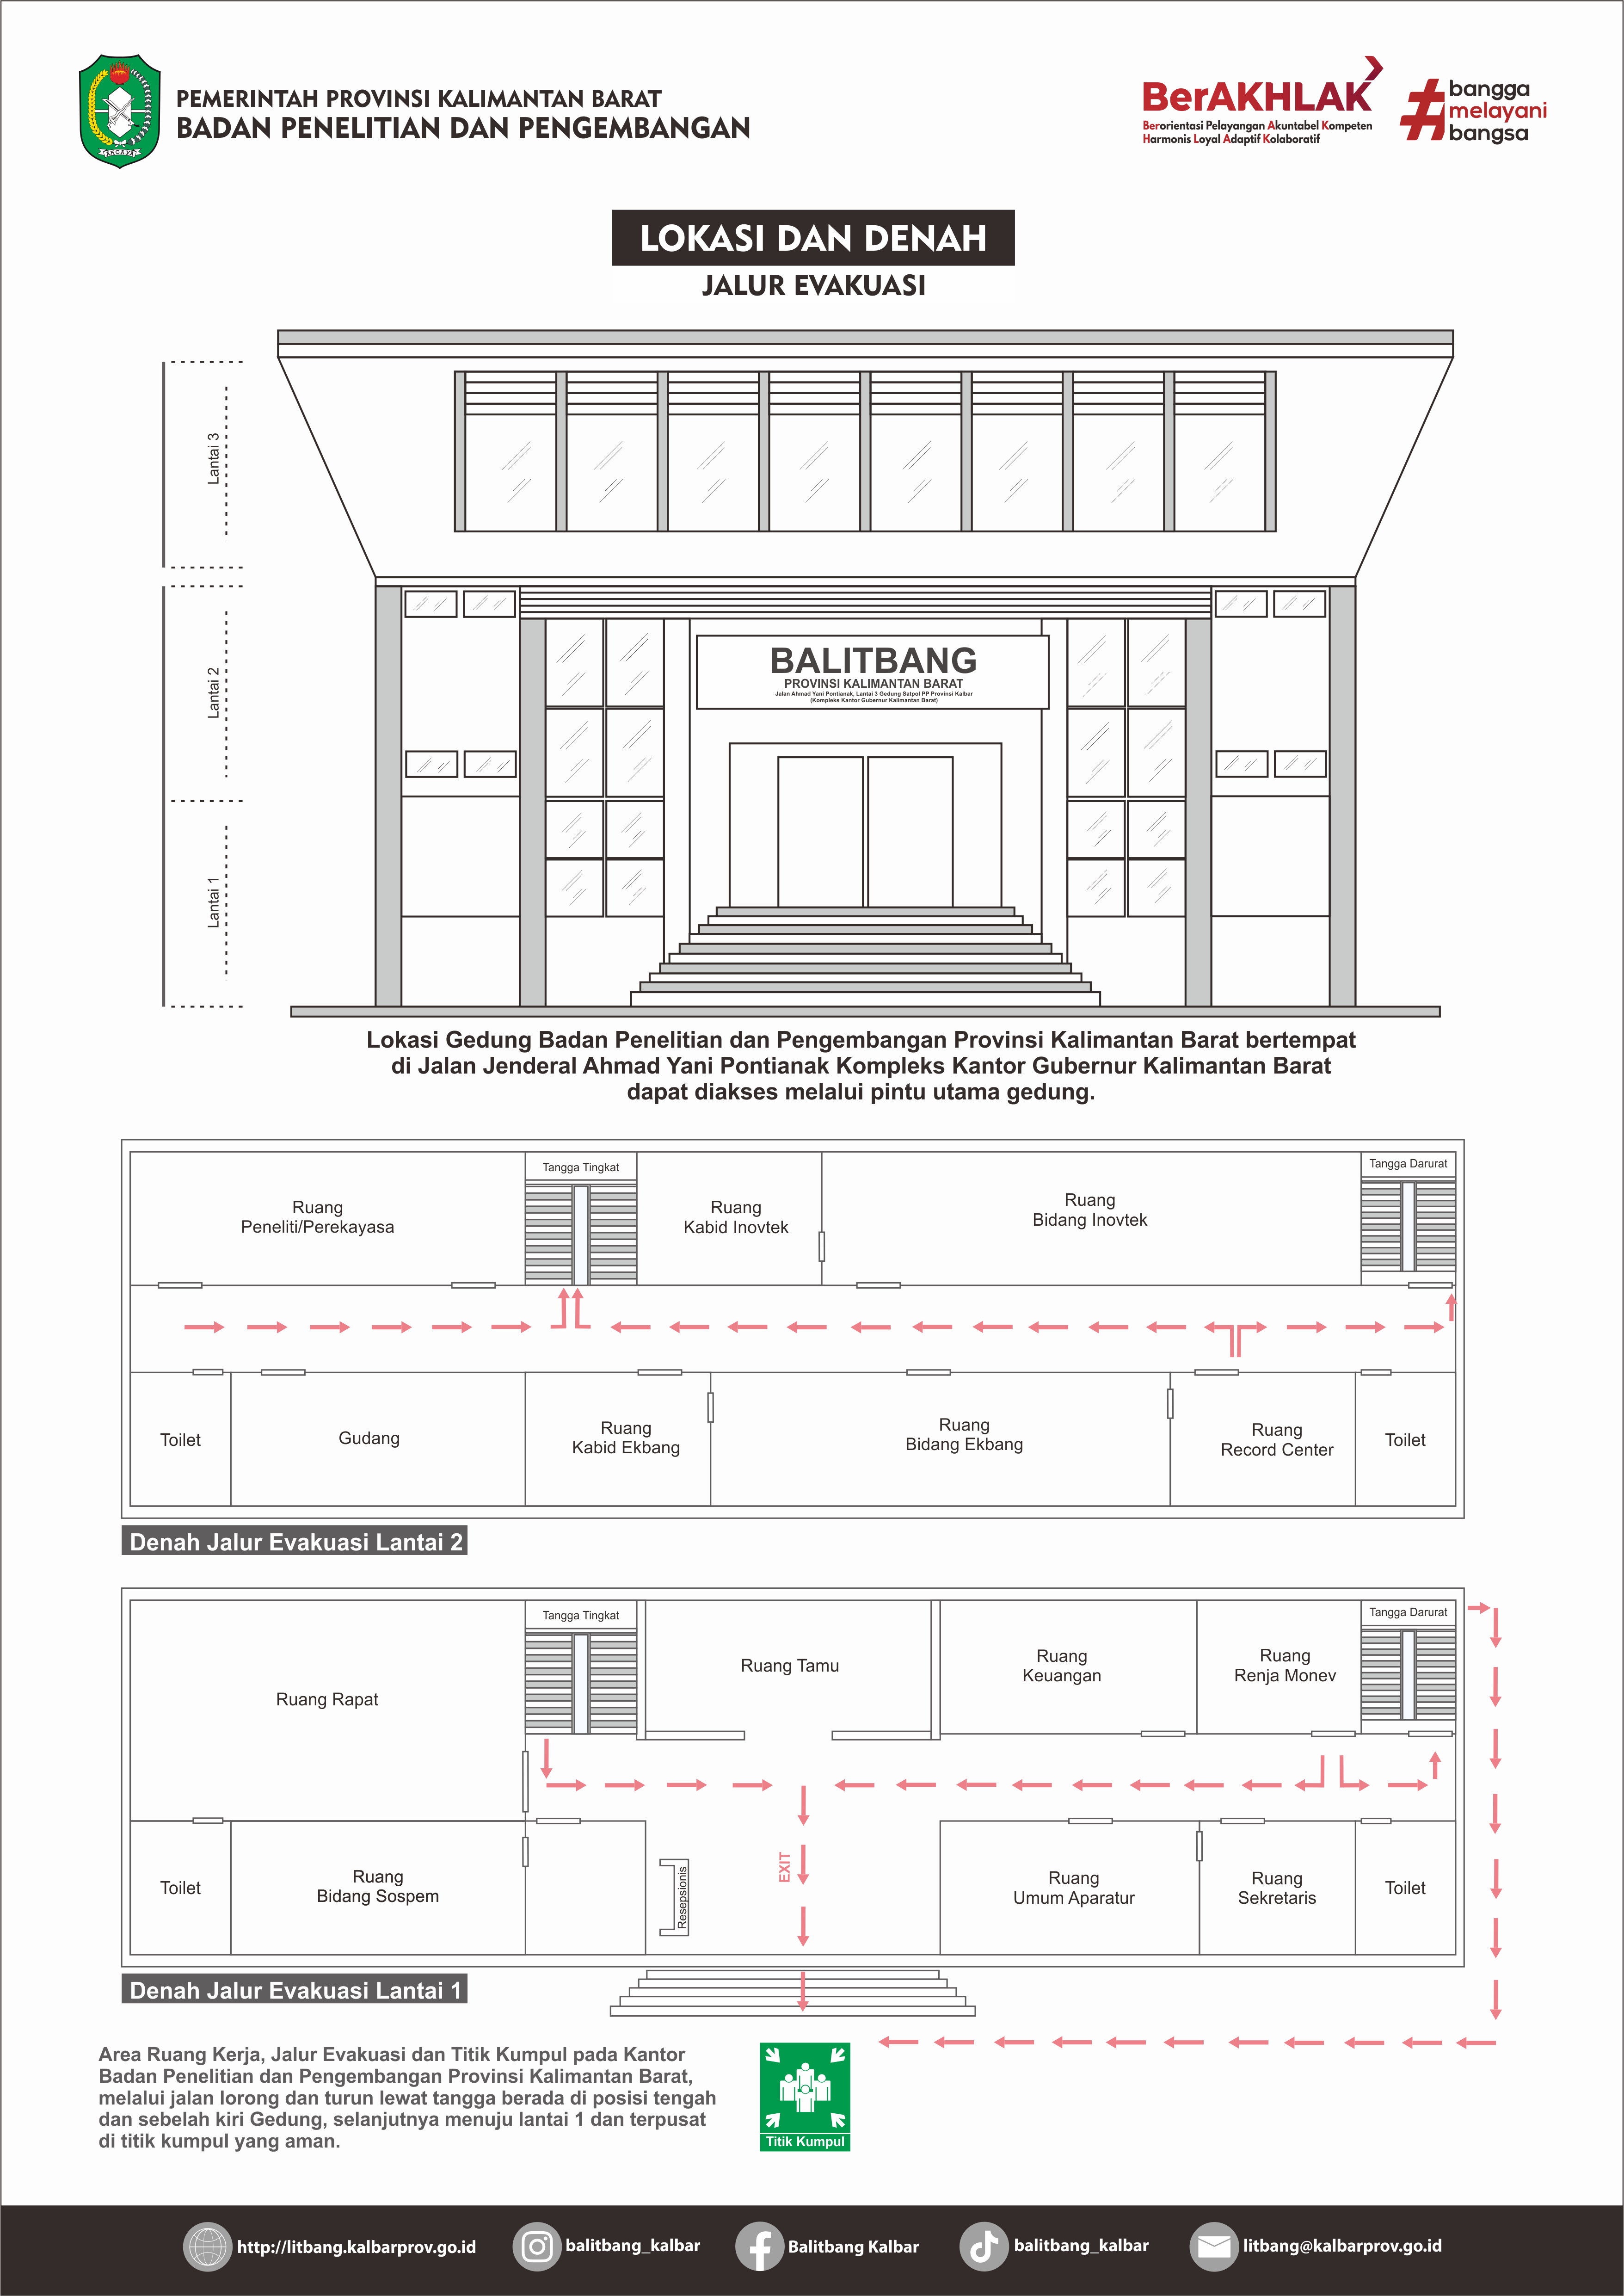 PEMERINTAH PROVINSI KALIMANTAN BARAT
BADAN PENELITIAN DAN PENGEMBANGAN
BerAKHLAK
Berorientasi Pelayangan Akuntabel Kompeten
Harmonis Loyal Adaptif Kolaboratif
#bangga
melayani
bangsa
LOKASI DAN DENAH
JALUR EVAKUASI
Lantai 3
Lantai 2
Lantai 1
BALITBANG
PROVINSI KALIMANTAN BARAT
Jalan Ahmad Yani Pontianak, Lantai 3 Gedung Satpol PP Provinsi Kalbar
(Kompleks Kantor Gubernur Kalimantan Barat)
Lokasi Gedung Badan Penelitian dan Pengembangan Provinsi Kalimantan Barat bertempat
di Jalan Jenderal Ahmad Yani Pontianak Kompleks Kantor Gubernur Kalimantan Barat
dapat diakses melalui pintu utama gedung.
Ruang
Peneliti/Perekayasa
Tangga Tingkat
Ruang
Kabid Inovtek
Ruang
Bidang Inovtek
Tangga Darurat
Toilet
Gudang
Ruang
Kabid Ekbang
Ruang
Bidang Ekbang
Ruang
Record Center
Toilet
Denah Jalur Evakuasi Lantai 2
Ruang Rapat
Tangga Tingkat
Ruang Tamu
Ruang
Keuangan
Ruang
Renja Monev
Tangga Darurat
Toilet
Ruang
Bidang Sospem
Resepsionis
EXIT
Ruang
Umum Aparatur
Ruang
Sekretaris
Toilet
Denah Jalur Evakuasi Lantai 1
Area Ruang Kerja, Jalur Evakuasi dan Titik Kumpul pada Kantor
Badan Penelitian dan Pengembangan Provinsi Kalimantan Barat,
melalui jalan lorong dan turun lewat tangga berada di posisi tengah
dan sebelah kiri Gedung, selanjutnya menuju lantai 1 dan terpusat
di titik kumpul yang aman.
Titik Kumpul
http://litbang.kalbarprov.go.id
balitbang_kalbar
Balitbang Kalbar
balitbang_kalbar
litbang@kalbarprov.go.id